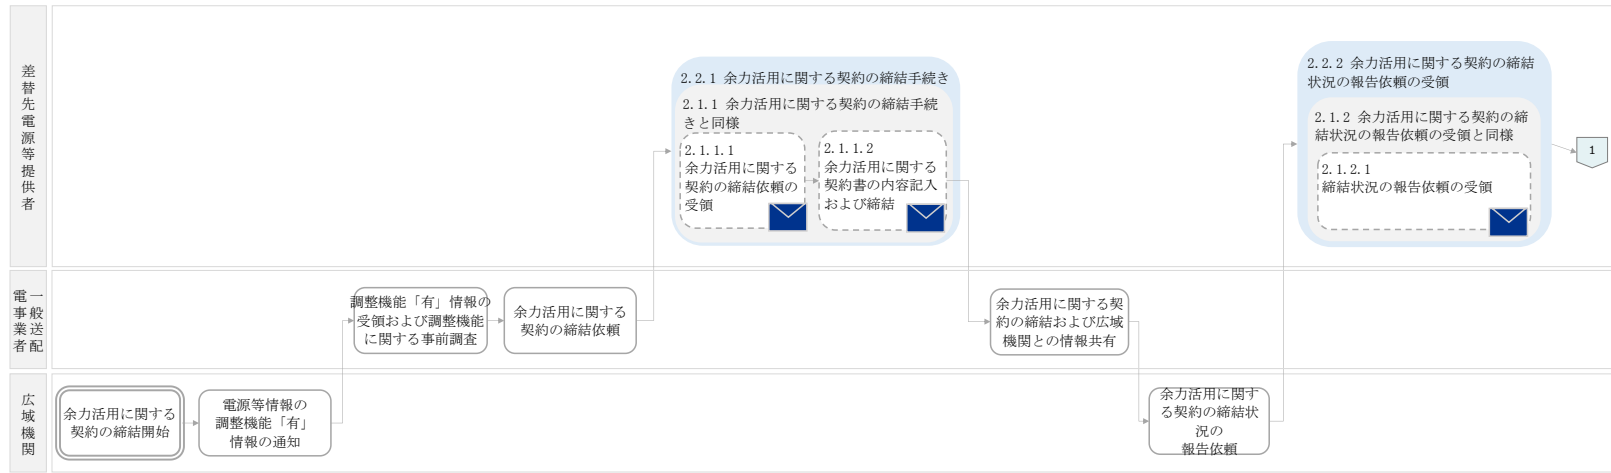 差替先電源等提供者
2.2.1 余力活用に関する契約の締結手続き
2.1.1 余力活用に関する契約の締結手続
きと同様
2.1.1.1
余力活用に関する
契約の締結依頼の
受領
2.1.1.2
余力活用に関する
契約書の内容記入
および締結
2.2.2 余力活用に関する契約の締結
状況の報告依頼の受領
2.1.2 余力活用に関する契約の締
結状況の報告依頼の受領と同様
2.1.2.1
締結状況の報告依頼の受領
1
一般送配
電事業者
調整機能「有」情報の
受領および調整機能
に関する事前調査
余力活用に関する
契約の締結依頼
余力活用に関する契
約の締結および広域
機関との情報共有
広域機関
余力活用に関する
契約の締結開始
電源等情報の
調整機能「有」
情報の通知
余力活用に関す
る契約の締結状
況の
報告依頼